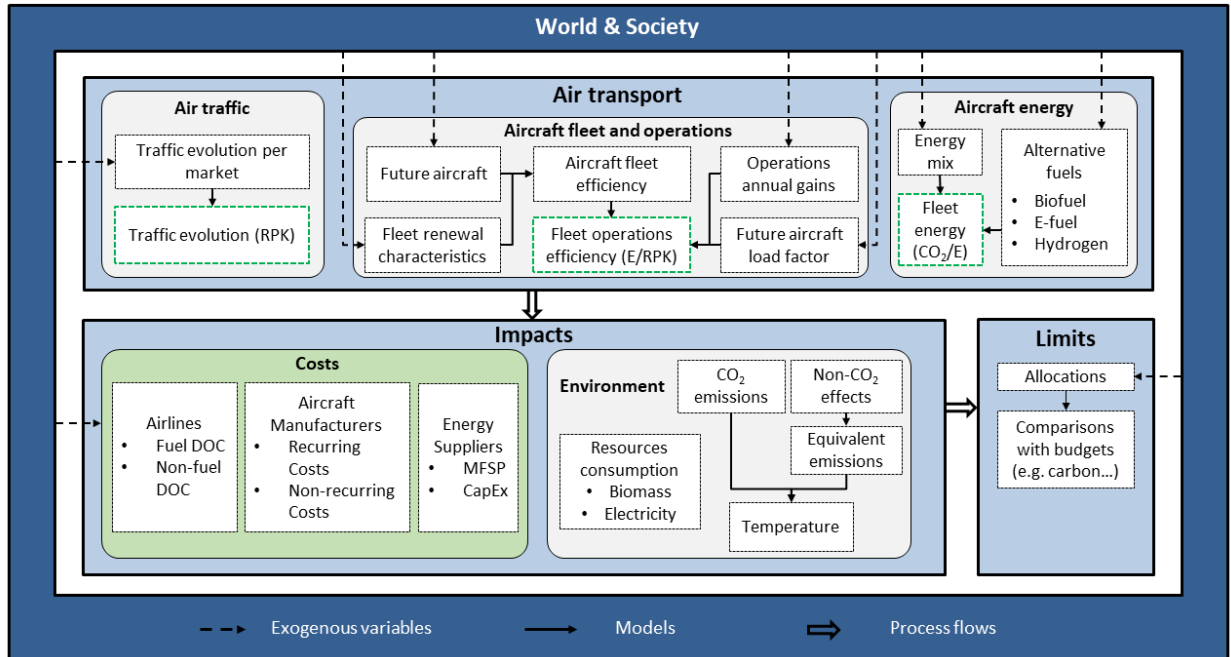 World & Society
Air transport
Air traffic
Traffic evolution per
market
Traffic evolution (RPK)
Aircraft fleet and operations
Future aircraft
Fleet renewal
characteristics
Aircraft fleet
efficiency
Fleet operations
efficiency (E/RPK)
Operations
annual gains
Future aircraft
load factor
Aircraft energy
Energy
mix
Fleet
energy
(CO₂/E)
Alternative
fuels
• Biofuel
• E-fuel
• Hydrogen
Impacts
Costs
Airlines
• Fuel DOC
• Non-fuel
DOC
Aircraft
Manufacturers
• Recurring
Costs
• Non-recurring
Costs
Energy
Suppliers
• MFSP
• CapEx
Environment
Resources
consumption
• Biomass
• Electricity
CO₂
emissions
Non-CO₂
effects
Equivalent
emissions
Temperature
Limits
Allocations
Comparisons
with budgets
(e.g. carbon...)
Exogenous variables
Models
Process flows